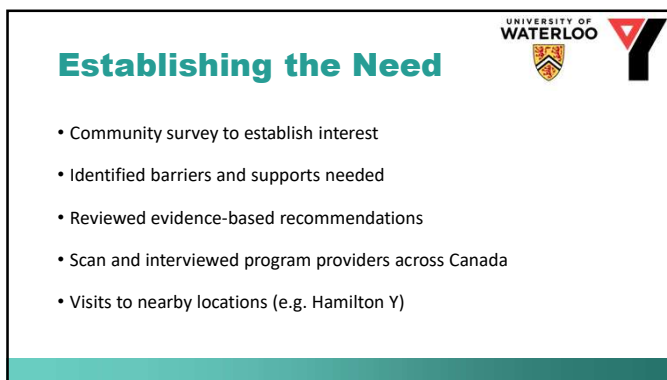 UNIVERSITY OF
WATERLOO
Establishing the Need
• Community survey to establish interest
• Identified barriers and supports needed
• Reviewed evidence-based recommendations
• Scan and interviewed program providers across Canada
• Visits to nearby locations (e.g. Hamilton Y)